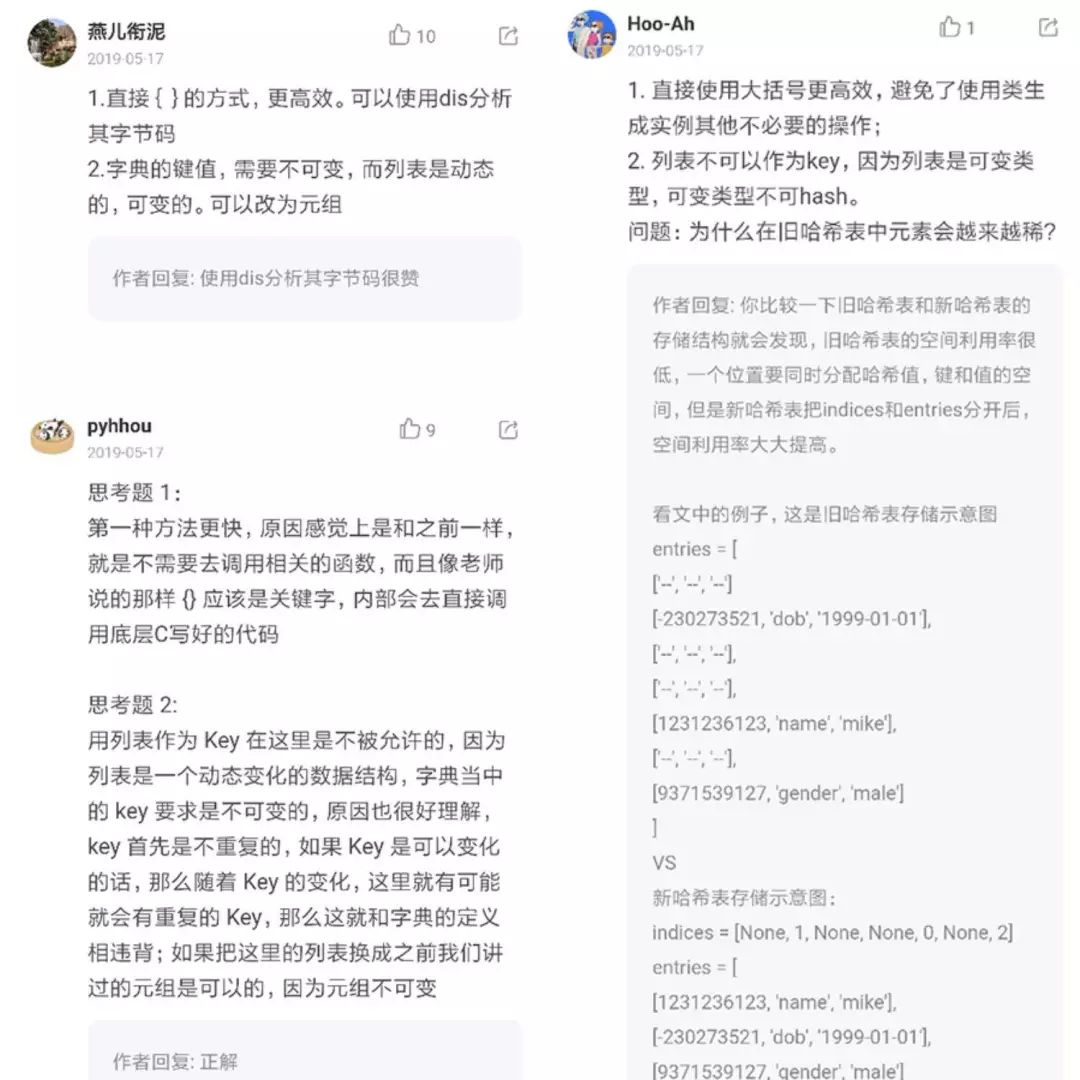 燕儿衔泥
10
2019-05-17
1.直接 { } 的方式，更高效。可以使用dis分析
其字节码
2.字典的键值，需要不可变，而列表是动态
的，可变的。可以改为元组
作者回复: 使用dis分析其字节码很赞
pyhhou
9
2019-05-17
思考题 1：
第一种方法更快，原因感觉上是和之前一样，
就是不需要去调用相关的函数，而且像老师
说的那样 {} 应该是关键字，内部会去直接调
用底层C写好的代码
思考题 2:
用列表作为 Key 在这里是不被允许的，因为
列表是一个动态变化的数据结构，字典当中
的 key 要求是不可变的，原因也很好理解，
key 首先是不重复的，如果 Key 是可以变化
的话，那么随着 Key 的变化，这里就有可能
就会有重复的 Key，那么这就和字典的定义
相违背；如果把这里的列表换成之前我们讲
过的元组是可以的，因为元组不可变
作者回复: 正解
Hoo-Ah
1
2019-05-17
1. 直接使用大括号更高效，避免了使用类生
成实例其他不必要的操作；
2. 列表不可以作为key，因为列表是可变类
型，可变类型不可hash。
问题：为什么在旧哈希表中元素会越来越稀？
作者回复: 你比较一下旧哈希表和新哈希表的
存储结构就会发现，旧哈希表的空间利用率很
低，一个位置要同时分配哈希值，键和值的空
间，但是新哈希表把indices和entries分开后，
空间利用率大大提高。
看文中的例子，这是旧哈希表存储示意图
entries = [
['--', '--', '--']
[-230273521, 'dob', '1999-01-01'],
['--', '--', '--'],
['--', '--', '--'],
[1231236123, 'name', 'mike'],
['--', '--', '--'],
[9371539127, 'gender', 'male']
]
VS
新哈希表存储示意图：
indices = [None, 1, None, None, 0, None, 2]
entries = [
[1231236123, 'name', 'mike'],
[-230273521, 'dob', '1999-01-01'],
[9371539127, 'gender', 'male']